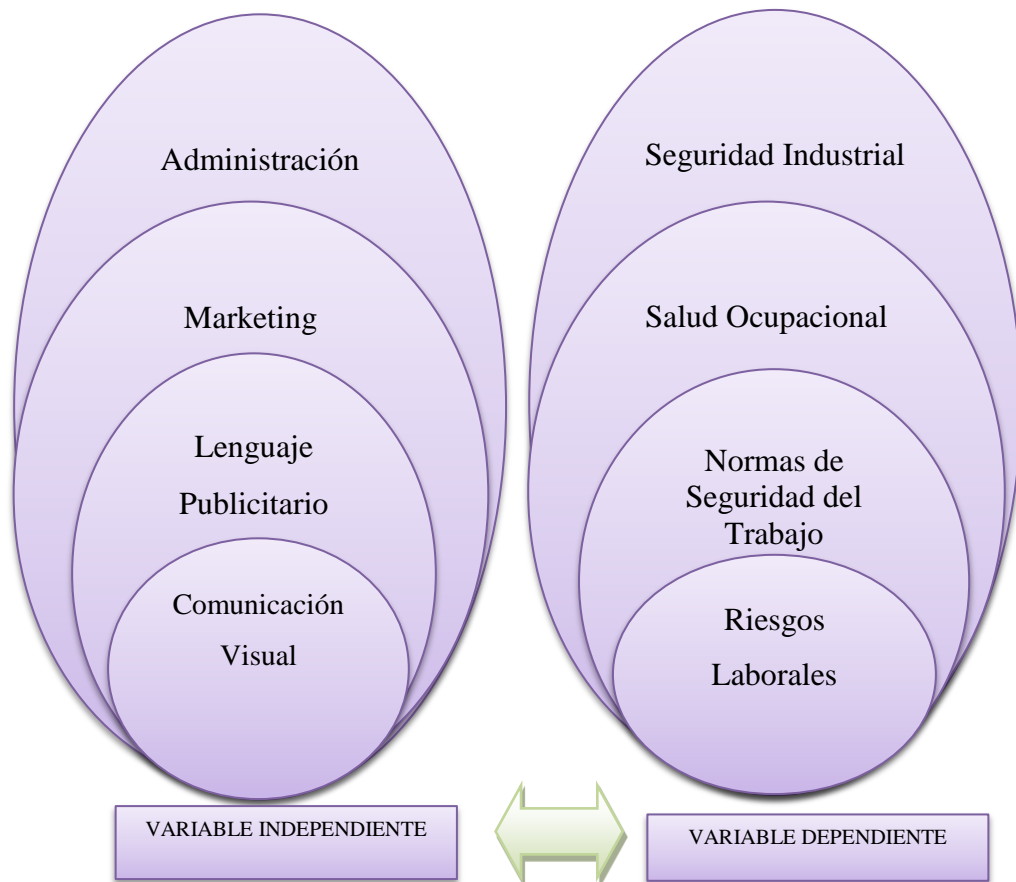 Administración
Marketing
Lenguaje
Publicitario
Comunicación
Visual
VARIABLE INDEPENDIENTE
Seguridad Industrial
Salud Ocupacional
Normas de
Seguridad del
Trabajo
Riesgos
Laborales
VARIABLE DEPENDIENTE